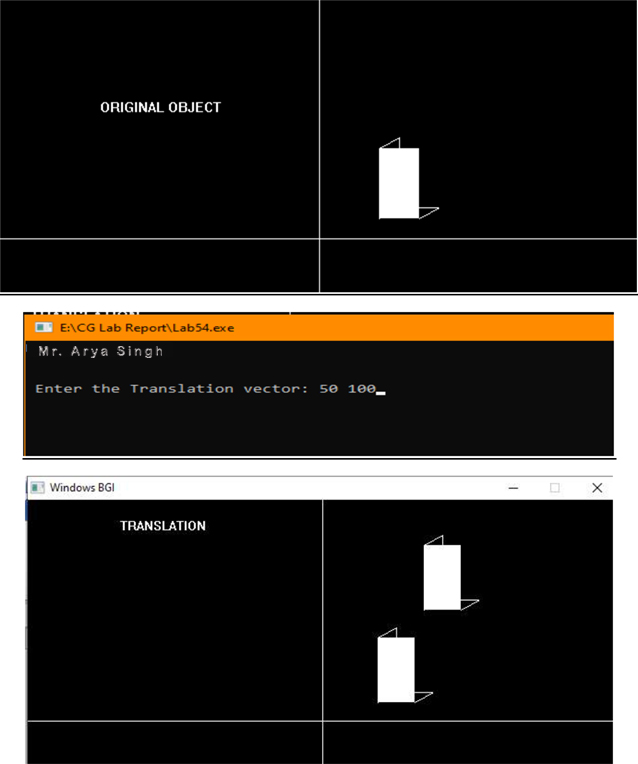 ORIGINAL OBJECT
TRANSLATION
E:\CG Lab Report\Lab54.exe
Mr. Arya Singh
Enter the Translation vector: 50 100
Windows BGI
TRANSLATION